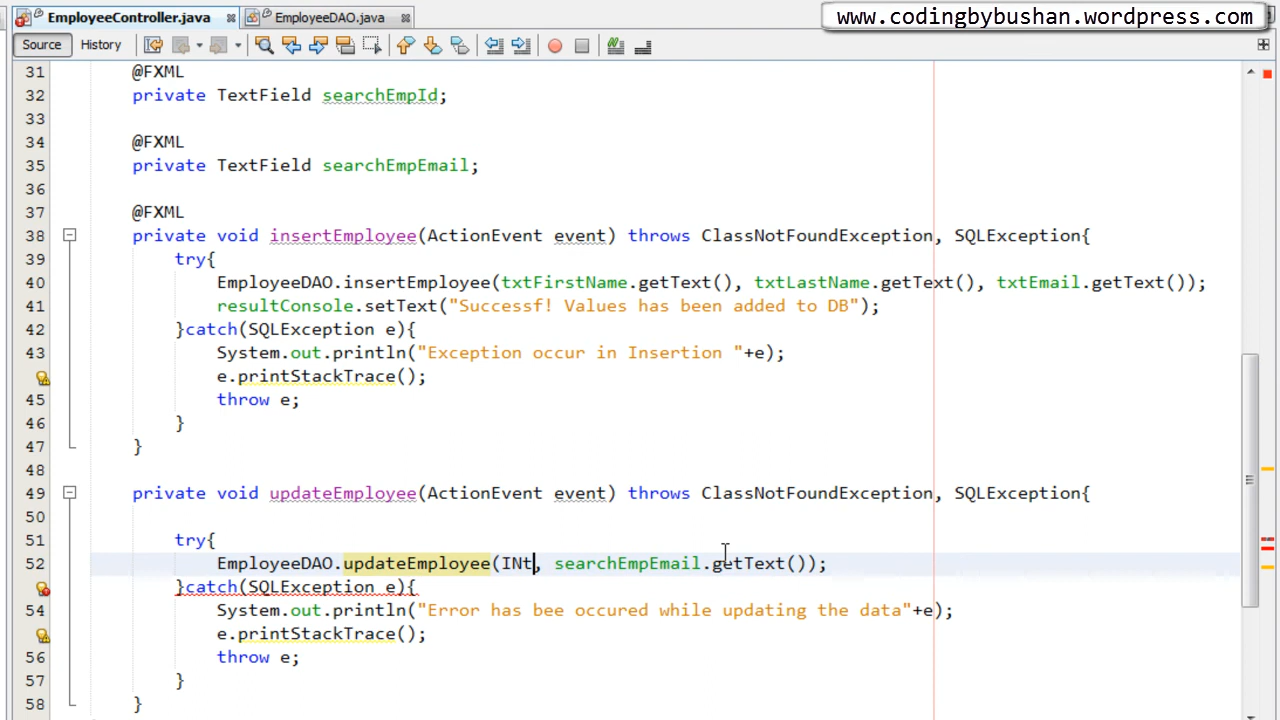 EmployeeController.java
EmployeeDAO.java
www.codingbybushan.wordpress.com
Source
History
31 @FXML
32 private TextField searchEmpId;
33
34 @FXML
35 private TextField searchEmpEmail;
36
37 @FXML
38 private void insertEmployee(ActionEvent event) throws ClassNotFoundException, SQLException{
39 try{
40 EmployeeDAO.insertEmployee(txtFirstName.getText(), txtLastName.getText(), txtEmail.getText());
41 resultConsole.setText("Successf! Values has been added to DB");
42 }catch(SQLException e){
43 System.out.println("Exception occur in Insertion "+e);
e.printStackTrace();
45 throw e;
46 }
47 }
48
49 private void updateEmployee(ActionEvent event) throws ClassNotFoundException, SQLException{
50
51 try{
52 EmployeeDAO.updateEmployee(INt, searchEmpEmail.getText());
}catch(SQLException e){
54 System.out.println("Error has bee occured while updating the data"+e);
e.printStackTrace();
56 throw e;
57 }
58 }